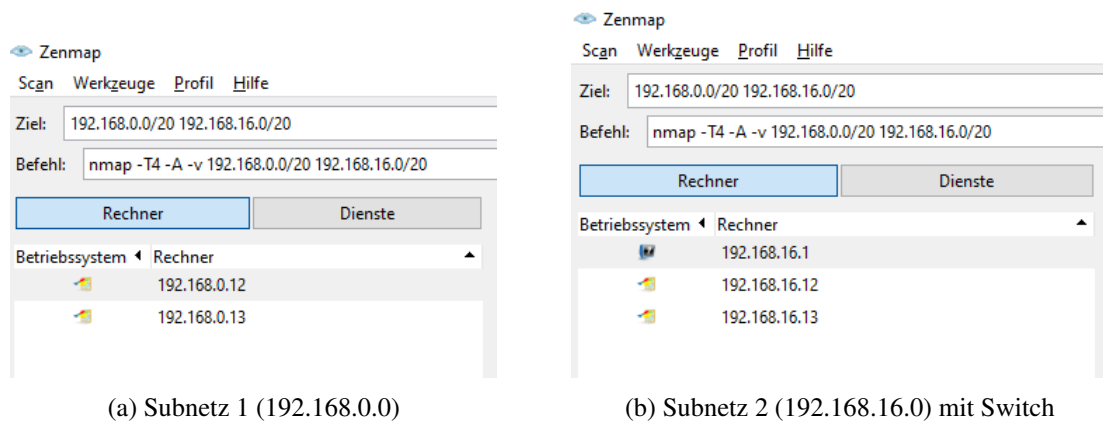 Zenmap
Scan Werkzeuge Profil Hilfe
Ziel: 192.168.0.0/20 192.168.16.0/20
Befehl: nmap -T4 -A -v 192.168.0.0/20 192.168.16.0/20
Rechner Dienste
Betriebssystem Rechner
192.168.0.12
192.168.0.13
(a) Subnetz 1 (192.168.0.0)
Zenmap
Scan Werkzeuge Profil Hilfe
Ziel: 192.168.0.0/20 192.168.16.0/20
Befehl: nmap -T4 -A -v 192.168.0.0/20 192.168.16.0/20
Rechner Dienste
Betriebssystem Rechner
192.168.16.1
192.168.16.12
192.168.16.13
(b) Subnetz 2 (192.168.16.0) mit Switch